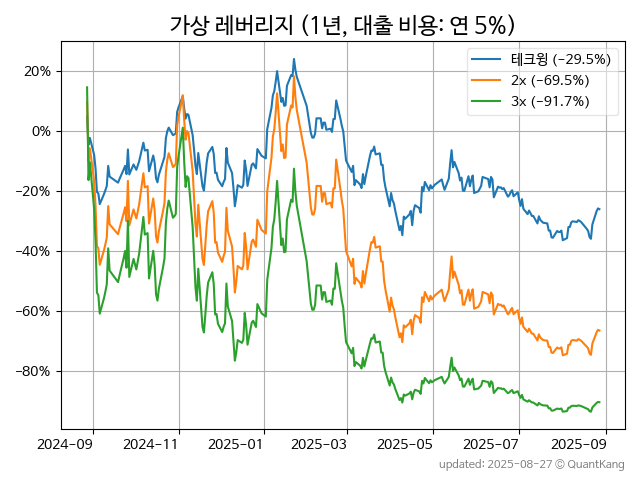 가상 레버리지 (1년, 대출 비용: 연 5%)
테크윙 (-29.5%)
2x (-69.5%)
3x (-91.7%)
20%
0%
-20%
-40%
-60%
-80%
2024-09 2024-11 2025-01 2025-03 2025-05 2025-07 2025-09
updated: 2025-08-27 © QuantKang